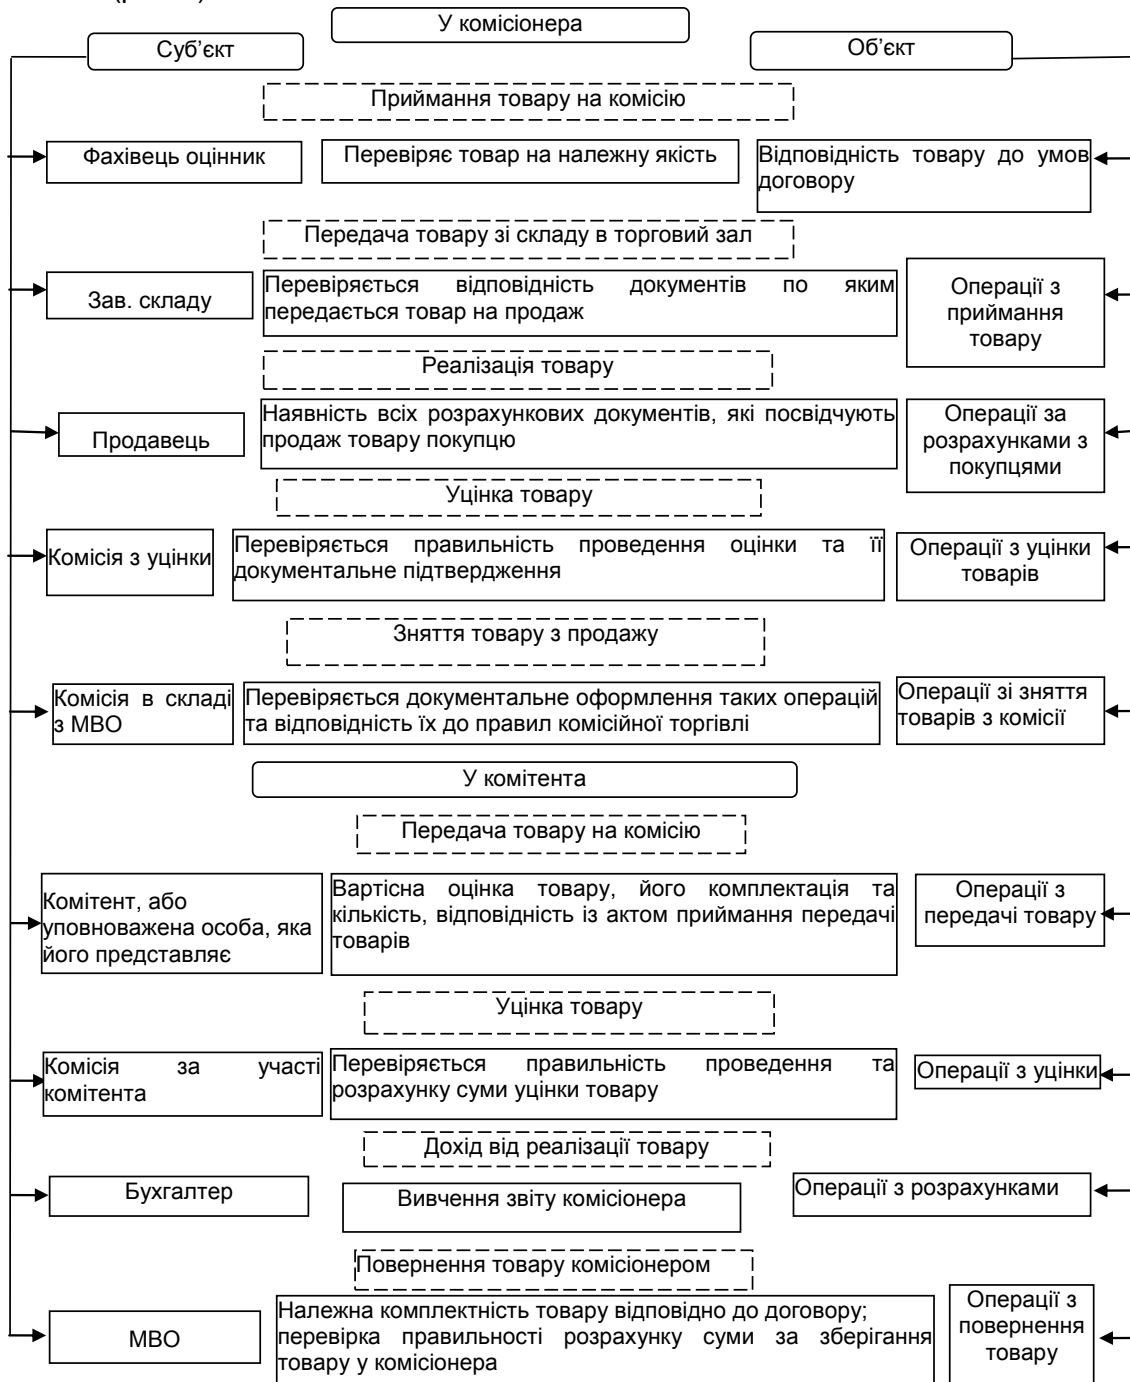 У комісіонера
Суб’єкт
Об’єкт
Приймання товару на комісію
Фахівець оцінник
Перевіряє товар на належну якість
Відповідність товару до умов
договору
Передача товару зі складу в торговий зал
Зав. складу
Перевіряється відповідність документів по яким
передається товар на продаж
Операції з
приймання
товару
Реалізація товару
Продавець
Наявність всіх розрахункових документів, які посвідчують
продаж товару покупцю
Операції за
розрахунками з
покупцями
Уцінка товару
Комісія з уцінки
Перевіряється правильність проведення оцінки та її
документальне підтвердження
Операції з уцінки
товарів
Зняття товару з продажу
Комісія в складі
з МВО
Перевіряється документальне оформлення таких операцій
та відповідність їх до правил комісійної торгівлі
Операції зі зняття
товарів з комісії
У комітента
Передача товару на комісію
Комітент, або
уповноважена особа, яка
його представляє
Вартісна оцінка товару, його комплектація та
кількість, відповідність із актом приймання передачі
товарів
Операції з
передачі товару
Уцінка товару
Комісія за участі
комітента
Перевіряється правильність проведення та
розрахунку суми уцінки товару
Операції з уцінки
Дохід від реалізації товару
Бухгалтер
Вивчення звіту комісіонера
Операції з розрахунками
Повернення товару комісіонером
МВО
Належна комплектність товару відповідно до договору;
перевірка правильності розрахунку суми за зберігання
товару у комісіонера
Операції з
повернення
товару